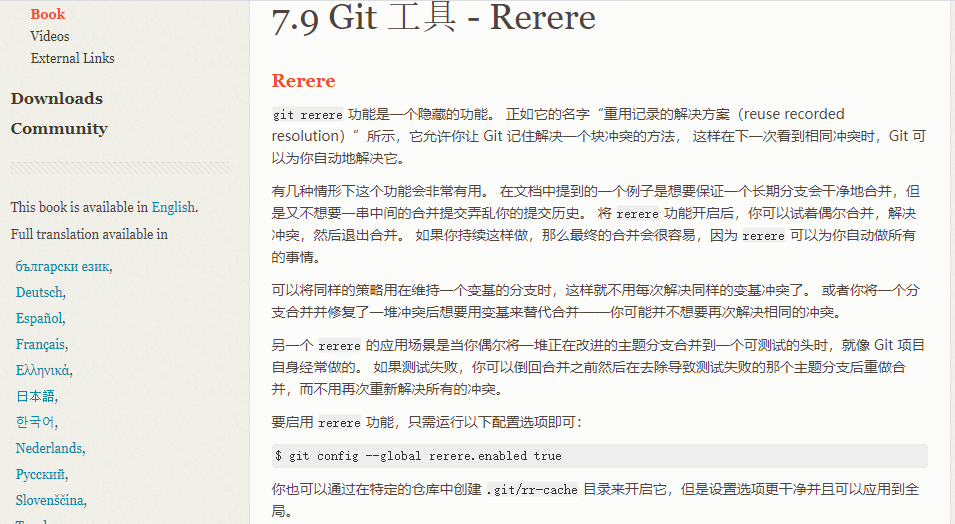 Book
Videos
External Links
Downloads
Community
This book is available in English.
Full translation available in
български език,
Deutsch,
Español,
Français,
Ελληνικά,
日本語,
한국어,
Nederlands,
Русский,
Slovenščina,
7.9 Git 工具 - Rerere
Rerere
git rerere 功能是一个隐藏的功能。 正如它的名字“重用记录的解决方案（reuse recorded
resolution）”所示，它允许你让 Git 记住解决一个块冲突的方法， 这样在下一次看到相同冲突时，Git 可
以为你自动地解决它。
有几种情形下这个功能会非常有用。 在文档中提到的一个例子是想要保证一个长期分支会干净地合并，但
是又不想要一串中间的合并提交弄乱你的提交历史。 将 rerere 功能开启后，你可以试着偶尔合并，解决
冲突，然后退出合并。 如果你持续这样做，那么最终的合并会很容易，因为 rerere 可以为你自动做所有
的事情。
可以将同样的策略用在维持一个变基的分支时，这样就不用每次解决同样的变基冲突了。 或者你将一个分
支合并并修复了一堆冲突后想要用变基来替代合并——你可能并不想要再次解决相同的冲突。
另一个 rerere 的应用场景是当你偶尔将一堆正在改进的主题分支合并到一个可测试的头时，就像 Git 项目
自身经常做的。 如果测试失败，你可以倒回合并之前然后在去除导致测试失败的那个主题分支后重做合
并，而不用再次重新解决所有的冲突。
要启用 rerere 功能，只需运行以下配置选项即可：
$ git config --global rerere.enabled true
你也可以通过在特定的仓库中创建 .git/rr-cache 目录来开启它，但是设置选项更干净并且可以应用到全
局。